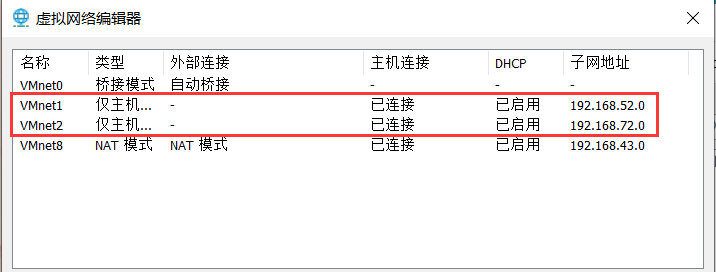 虚拟网络编辑器
名称 类型 外部连接 主机连接 DHCP 子网地址
VMnet0 桥接模式 自动桥接 - - -
VMnet1 仅主机... - 已连接 已启用 192.168.52.0
VMnet2 仅主机... - 已连接 已启用 192.168.72.0
VMnet8 NAT 模式 NAT 模式 已连接 已启用 192.168.43.0